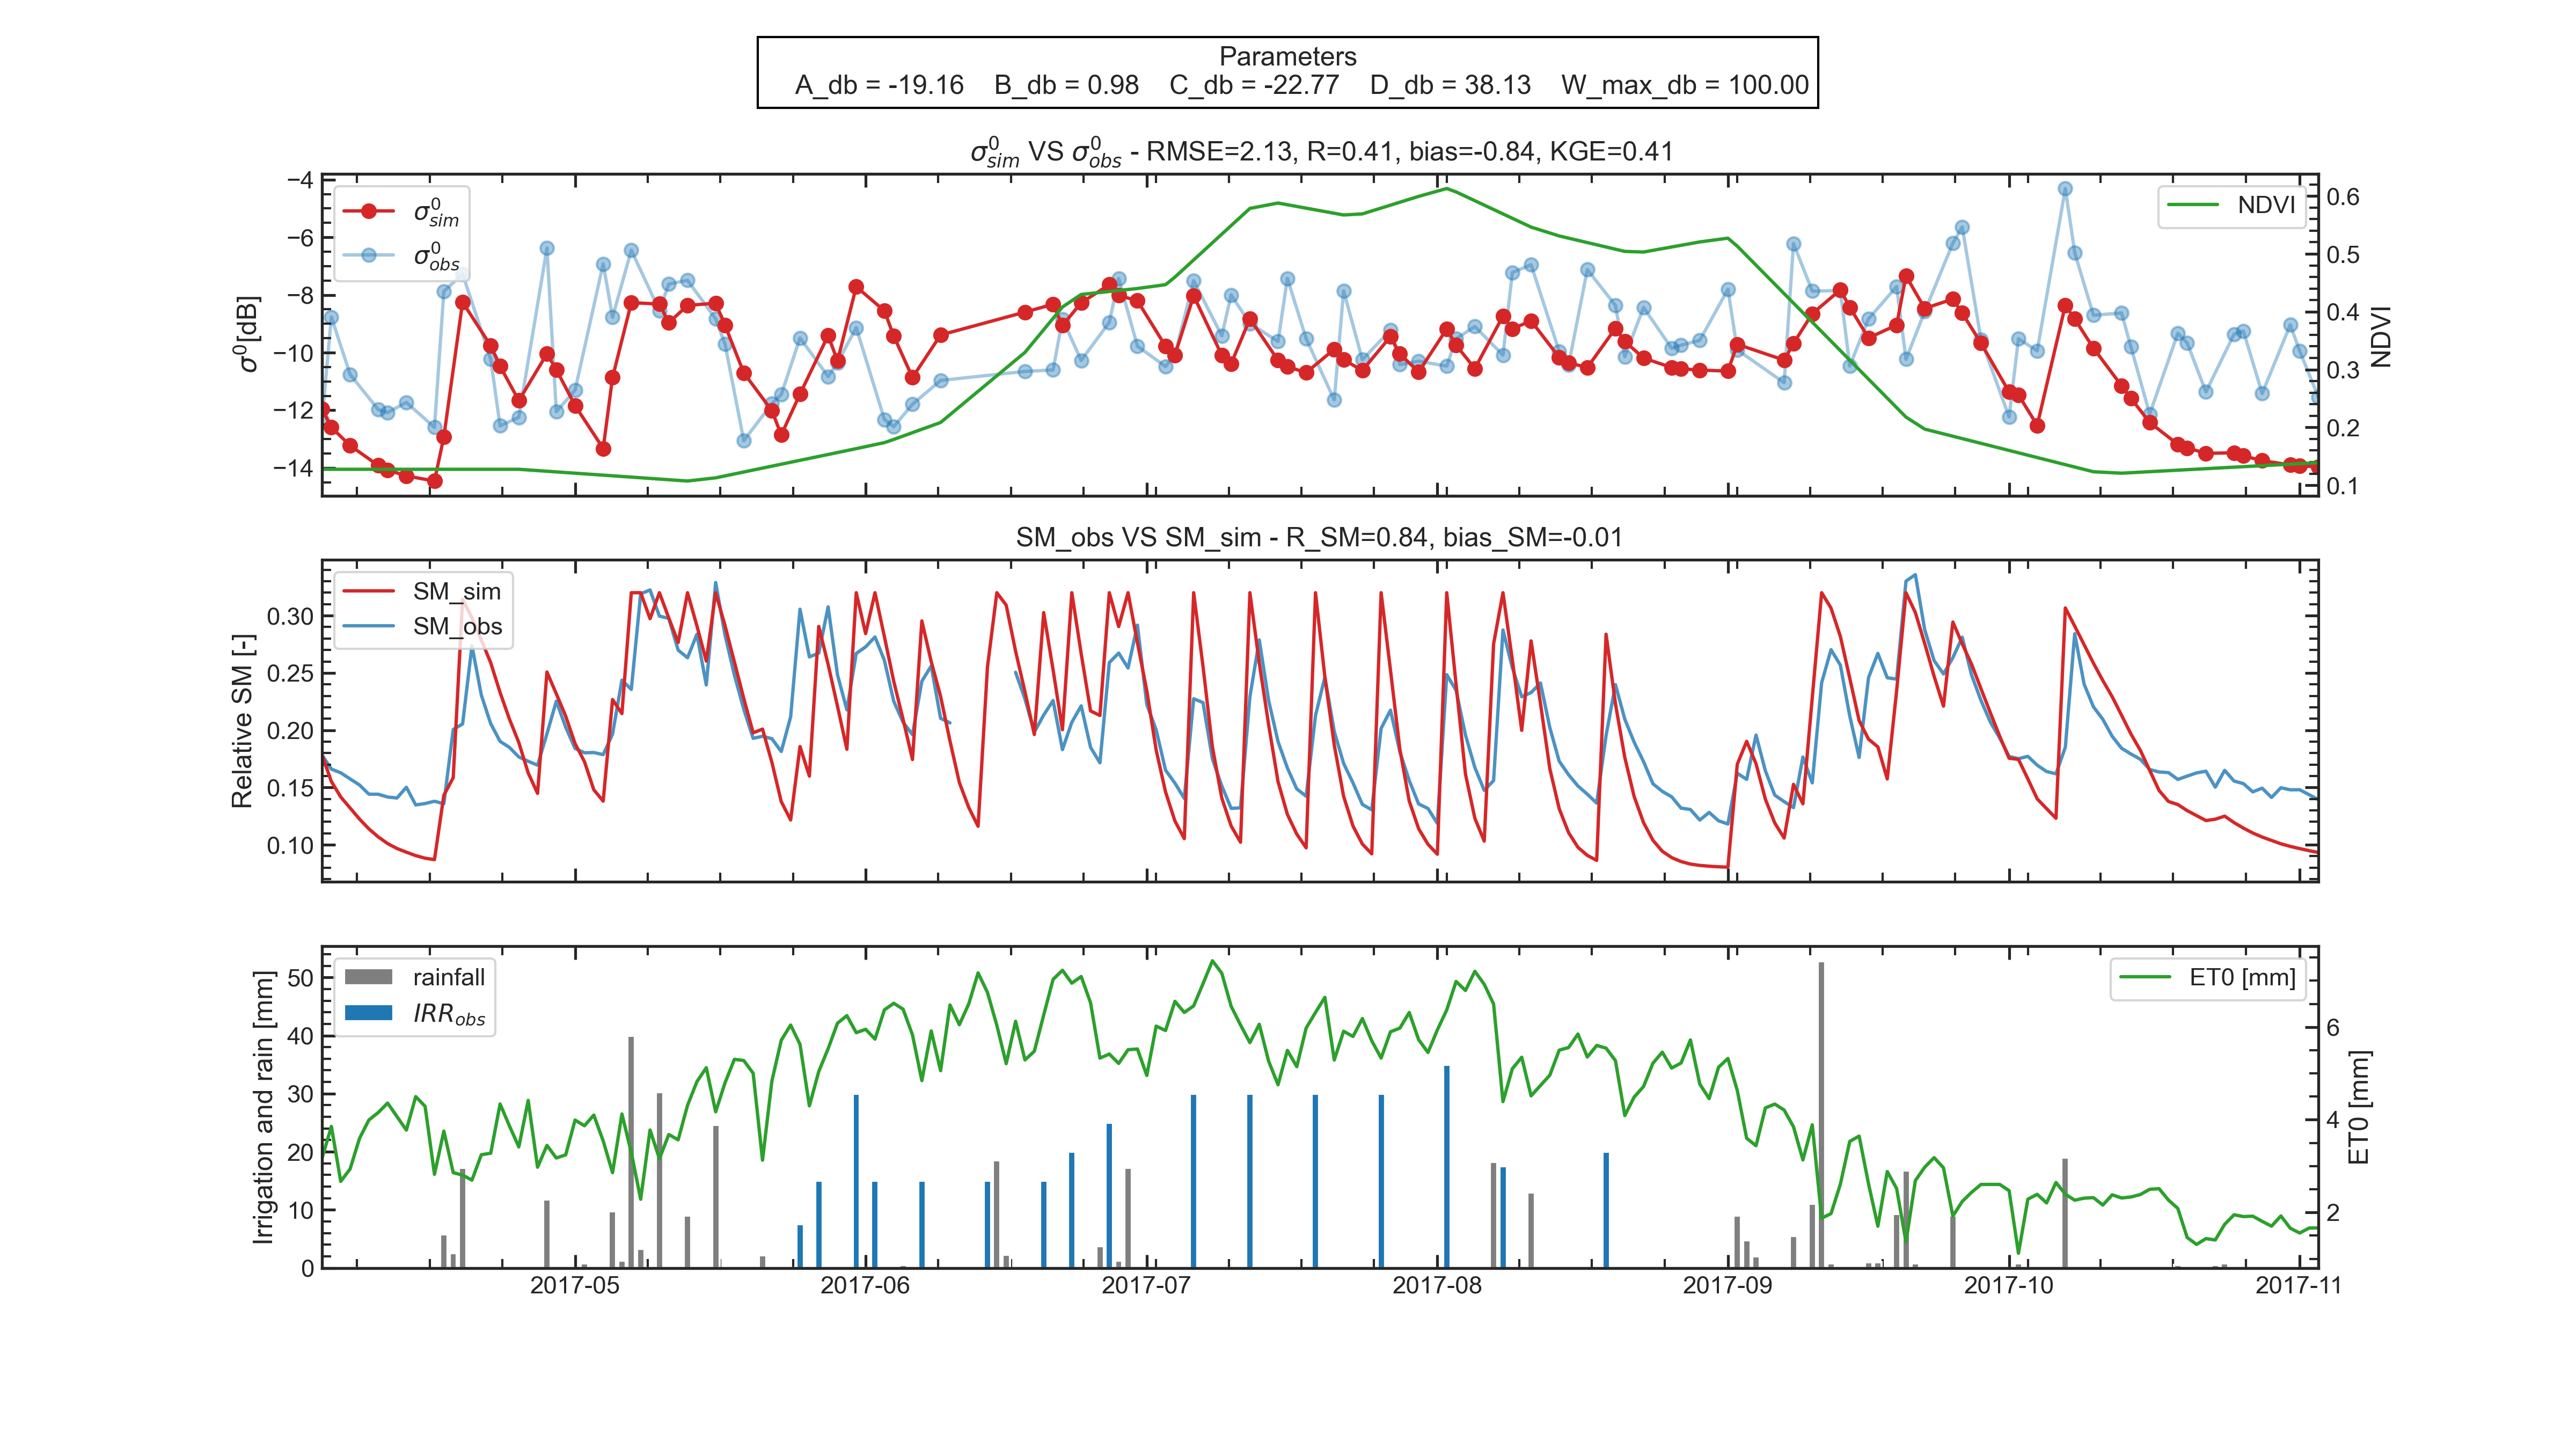 Parameters
A_db = -19.16 B_db = 0.98 C_db = -22.77 D_db = 38.13 W_max_db = 100.00
σ⁰sim VS σ⁰obs - RMSE=2.13, R=0.41, bias=-0.84, KGE=0.41
σ⁰[dB]
−4
−6
−8
−10
−12
−14
σ⁰sim
σ⁰obs
NDVI
0.6
0.5
0.4
0.3
0.2
0.1
NDVI
SM_obs VS SM_sim - R_SM=0.84, bias_SM=-0.01
Relative SM [-]
0.30
0.25
0.20
0.15
0.10
SM_sim
SM_obs
Irrigation and rain [mm]
50
40
30
20
10
0
rainfall
IRRobs
ET0 [mm]
6
4
2
ET0 [mm]
2017-05 2017-06 2017-07 2017-08 2017-09 2017-10 2017-11